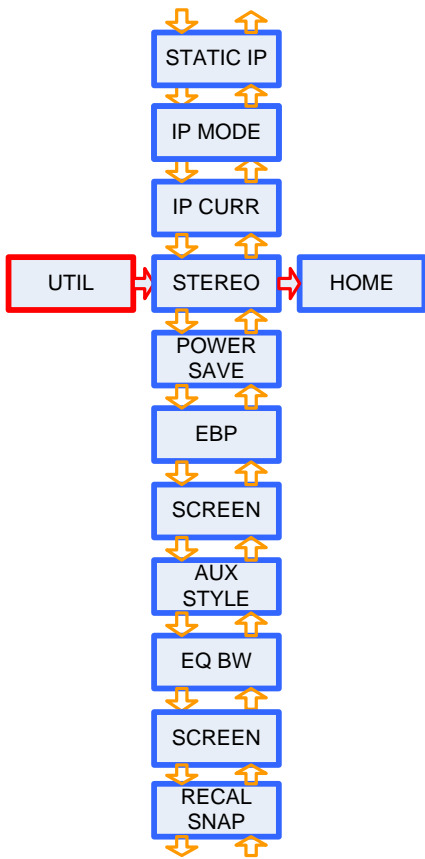 STATIC IP
IP MODE
IP CURR
UTIL
STEREO
HOME
POWER
SAVE
EBP
SCREEN
AUX
STYLE
EQ BW
SCREEN
RECAL
SNAP